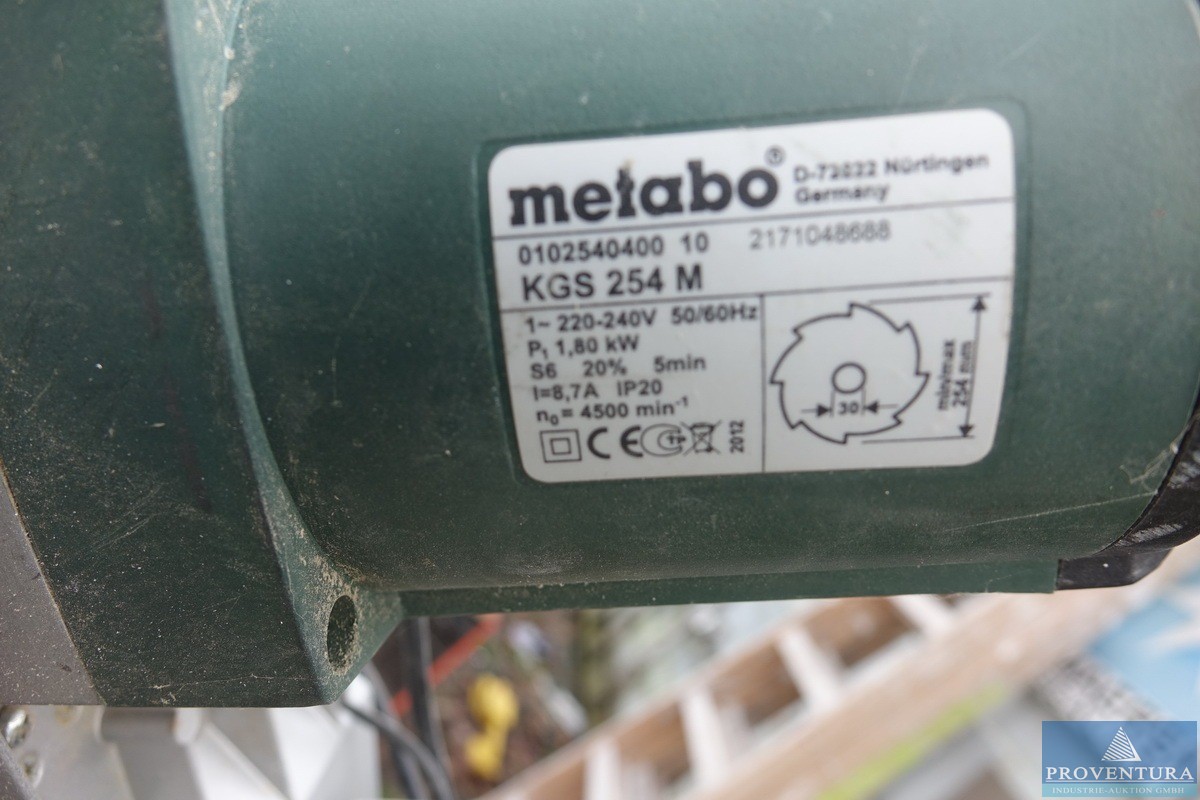 metabo® D-72622 Nürtingen
Germany
0102540400 10 2171048688
KGS 254 M
1~ 220-240V 50/60Hz
P₁ 1,80 kW
S6 20% 5min
I=8,7A IP20
n₀= 4500 min⁻¹
CE 2012
30
min/max
254 mm
PROVENTURA
INDUSTRIE-AUKTION GMBH